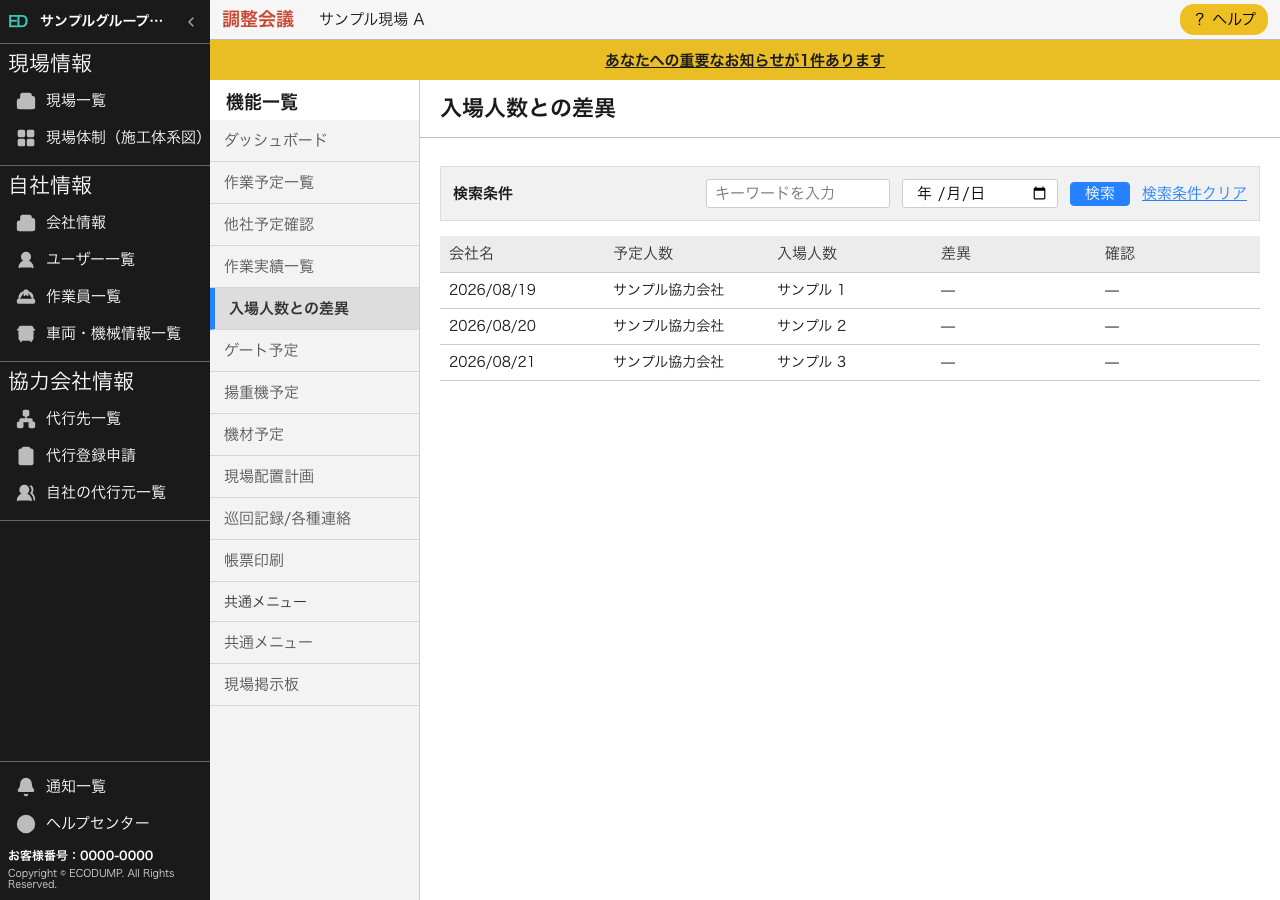 ED サンプルグループ…
現場情報
現場一覧
現場体制（施工体系図）
自社情報
会社情報
ユーザー一覧
作業員一覧
車両・機械情報一覧
協力会社情報
代行先一覧
代行登録申請
自社の代行元一覧
通知一覧
ヘルプセンター
お客様番号：0000-0000
Copyright © ECODUMP. All Rights
Reserved.
調整会議 サンプル現場 A
？ ヘルプ
あなたへの重要なお知らせが1件あります
機能一覧
ダッシュボード
作業予定一覧
他社予定確認
作業実績一覧
入場人数との差異
ゲート予定
揚重機予定
機材予定
現場配置計画
巡回記録/各種連絡
帳票印刷
共通メニュー
共通メニュー
現場掲示板
入場人数との差異
検索条件 キーワードを入力 年 /月/日 検索 検索条件クリア
会社名 予定人数 入場人数 差異 確認
2026/08/19 サンプル協力会社 サンプル 1 — —
2026/08/20 サンプル協力会社 サンプル 2 — —
2026/08/21 サンプル協力会社 サンプル 3 — —